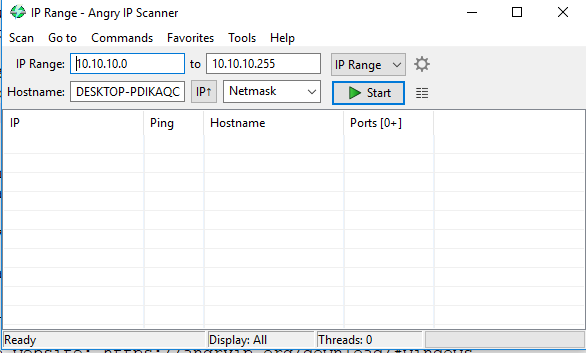 IP Range - Angry IP Scanner
Scan Go to Commands Favorites Tools Help
IP Range: 10.10.10.0 to 10.10.10.255 IP Range
Hostname: DESKTOP-PDIKAQC IP↑ Netmask Start
IP Ping Hostname Ports [0+]
Ready Display: All Threads: 0